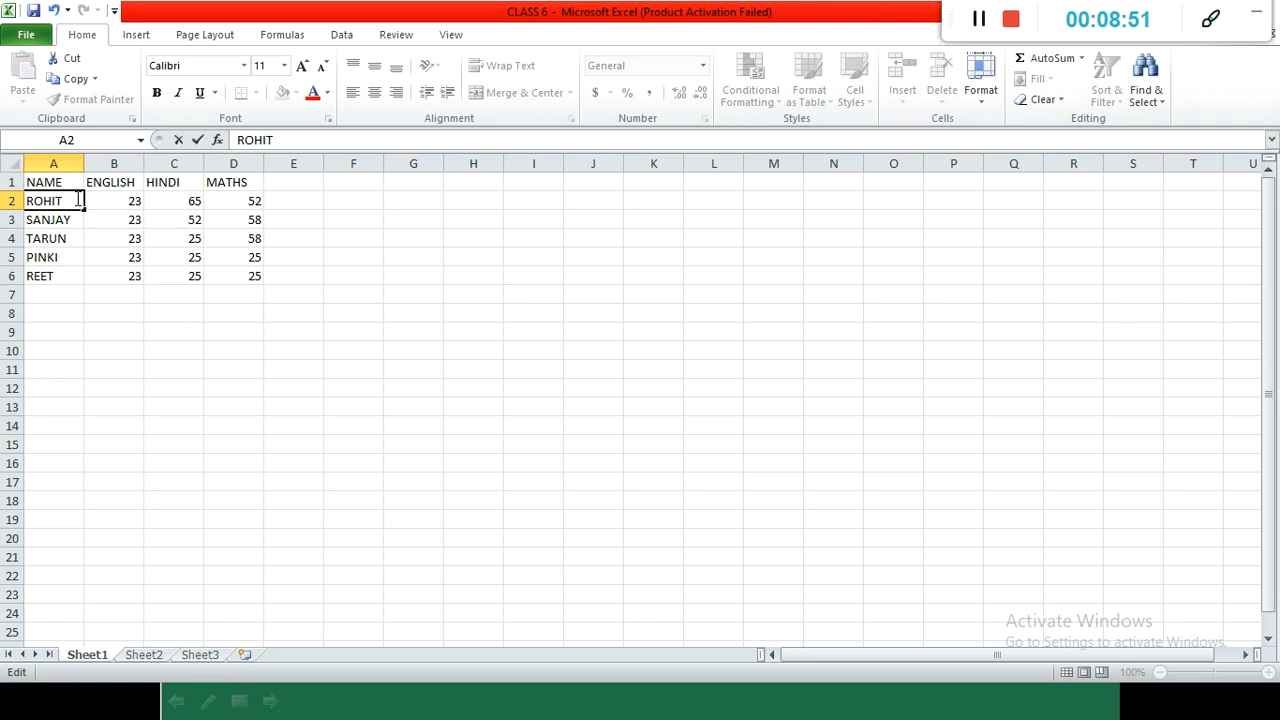 CLASS 6 - Microsoft Excel (Product Activation Failed)
00:08:51
File Home Insert Page Layout Formulas Data Review View
Paste
Cut
Copy
Format Painter
Clipboard
Calibri 11 A A
B I U A
Font
Wrap Text
Merge & Center
Alignment
General
$ % , .0 .00 .00 .0
Number
Conditional Formatting
Format as Table
Cell Styles
Styles
Insert Delete Format
Cells
Σ AutoSum
Fill
Clear
Sort & Filter
Find & Select
Editing
A2 fx ROHIT
A B C D E F G H I J K L M N O P Q R S T U
1 NAME ENGLISH HINDI MATHS
2 ROHIT 23 65 52
3 SANJAY 23 52 58
4 TARUN 23 25 58
5 PINKI 23 25 25
6 REET 23 25 25
7
8
9
10
11
12
13
14
15
16
17
18
19
20
21
22
23
24
25
Activate Windows
Go to Settings to activate Windows.
Sheet1 Sheet2 Sheet3
Edit 100%